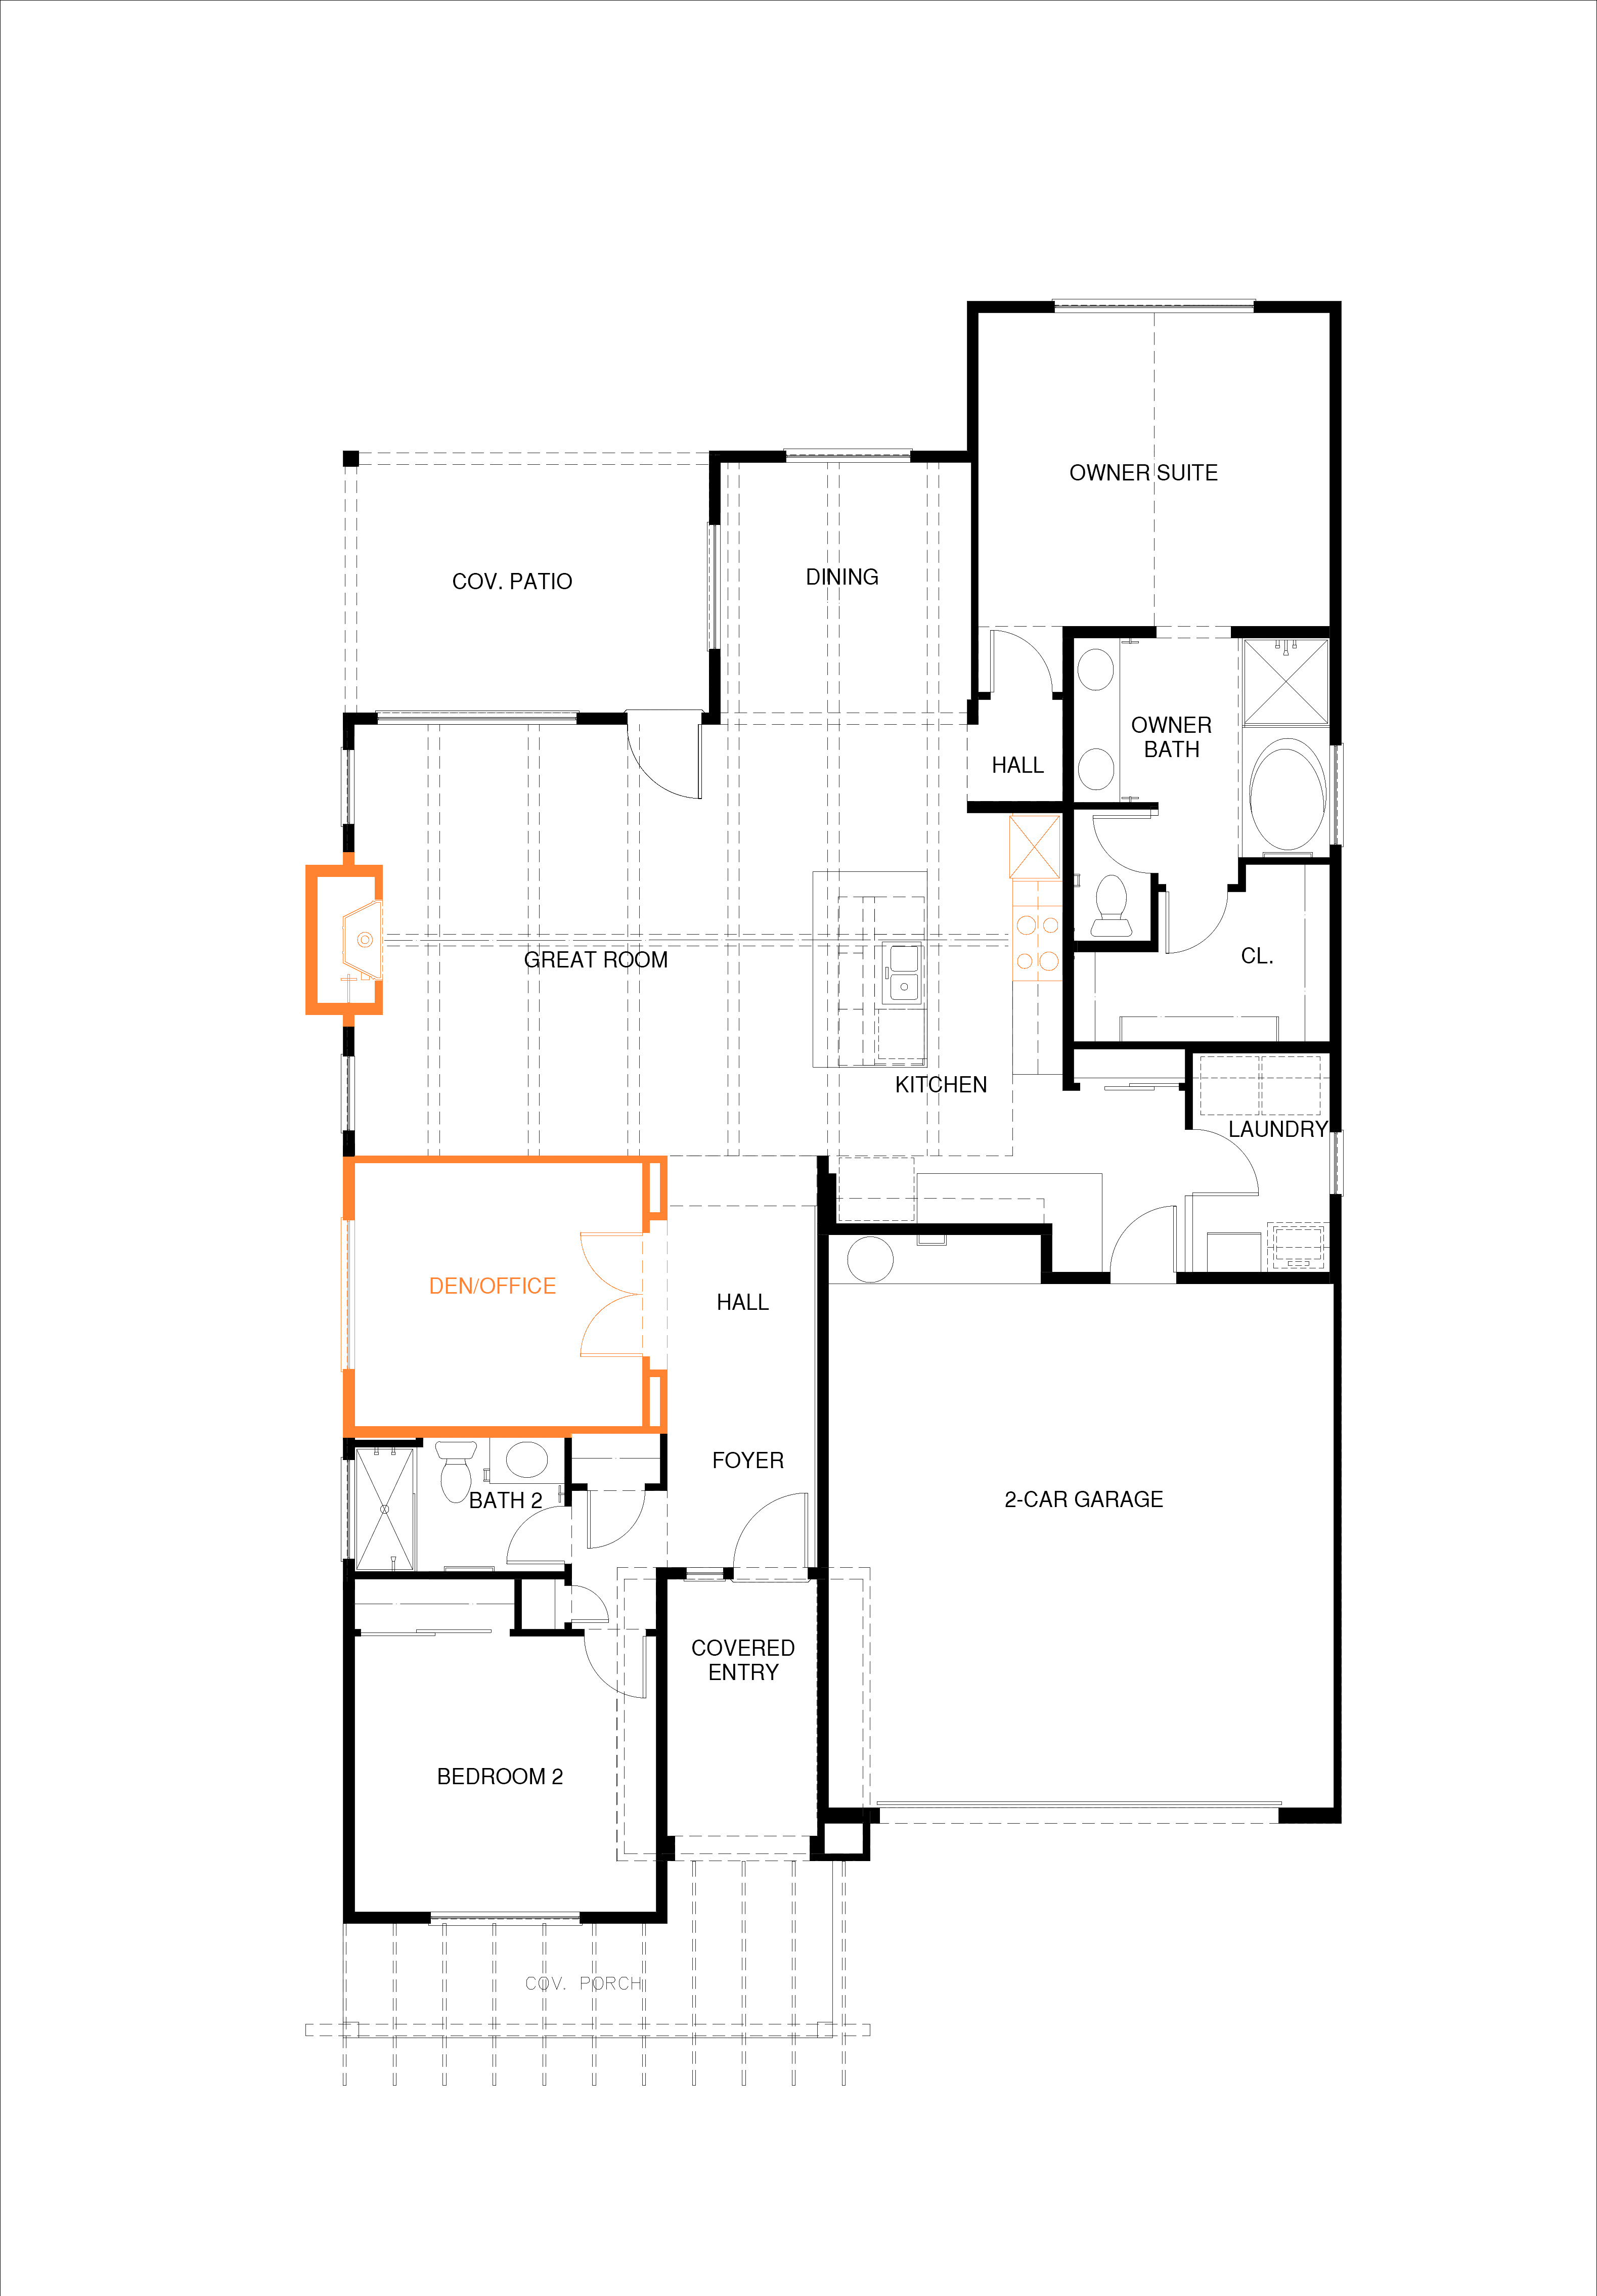 OWNER SUITE
COV. PATIO
DINING
OWNER
BATH
HALL
GREAT ROOM
CL.
KITCHEN
LAUNDRY
DEN/OFFICE
HALL
FOYER
BATH 2
2-CAR GARAGE
COVERED
ENTRY
BEDROOM 2
COV. PORCH